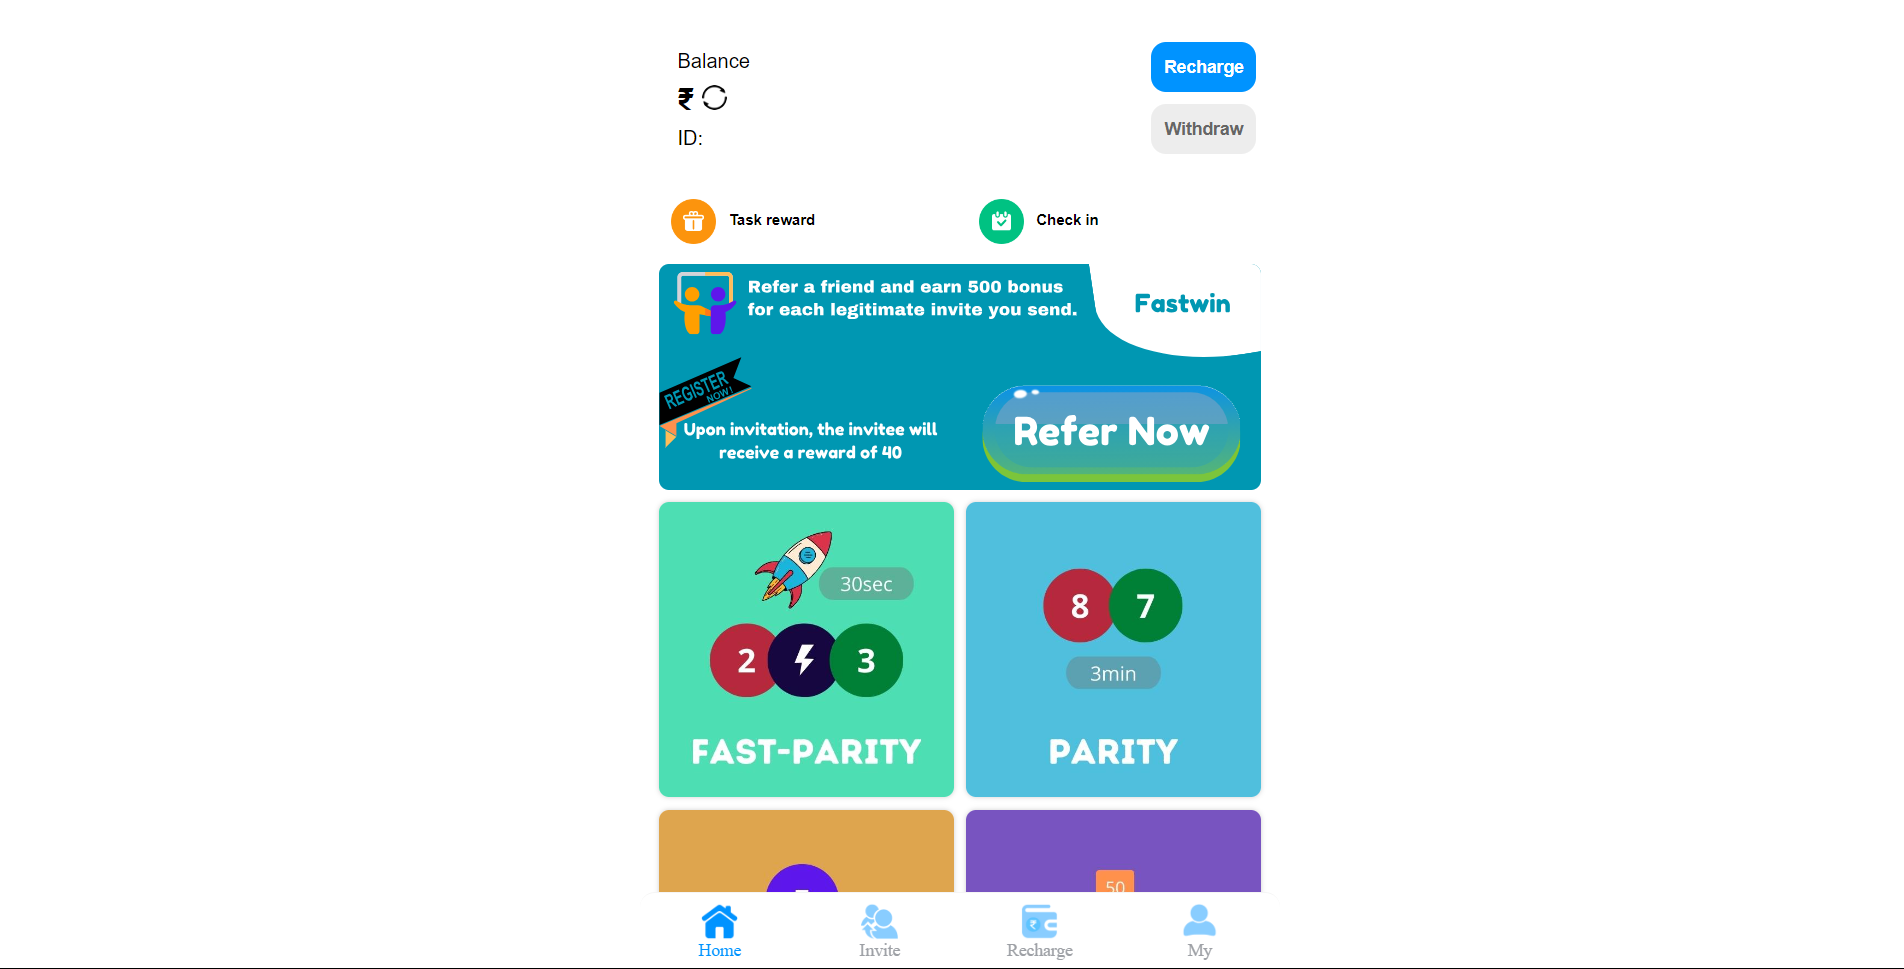 Balance
Recharge
₹
Withdraw
ID:
Task reward
Check in
Refer a friend and earn 500 bonus
for each legitimate invite you send.
Fastwin
REGISTER
NOW!
Upon invitation, the invitee will
receive a reward of 40
Refer Now
30sec
2
3
FAST-PARITY
8
7
3min
PARITY
50
Home
Invite
Recharge
My